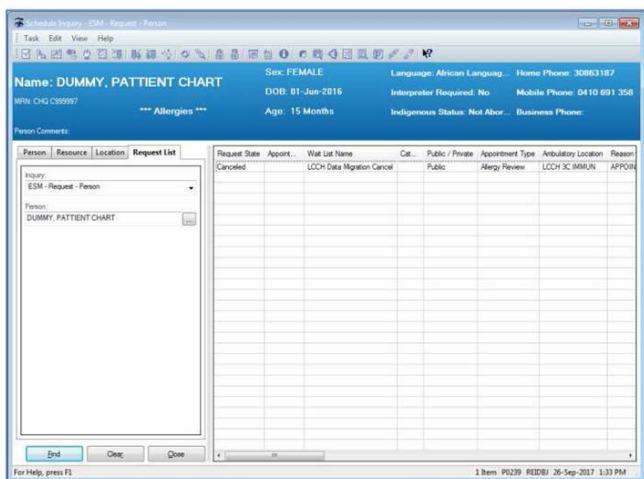 Schedule Inquiry - ESM - Request - Person
Task Edit View Help
Name: DUMMY, PATTIENT CHART
Sex: FEMALE
Language: African Languag...
Home Phone: 30863187
MRN: CHQ C999997
DOB: 01-Jun-2016
Interpreter Required: No
Mobile Phone: 0410 691 358
*** Allergies ***
Age: 15 Months
Indigenous Status: Not Abor...
Business Phone:
Person Comments:
Person Resource Location Request List
Inquiry:
ESM - Request - Person
Person:
DUMMY, PATTIENT CHART
...
Request State Appoint... Wait List Name Cat... Public / Private Appointment Type Ambulatory Location Reason
Canceled LCCH Data Migration Cancel Public Allergy Review LCCH 3C IMMUN APPOIN
Find Clear Close
For Help, press F1
1 Item P0239 REIDBJ 26-Sep-2017 1:33 PM